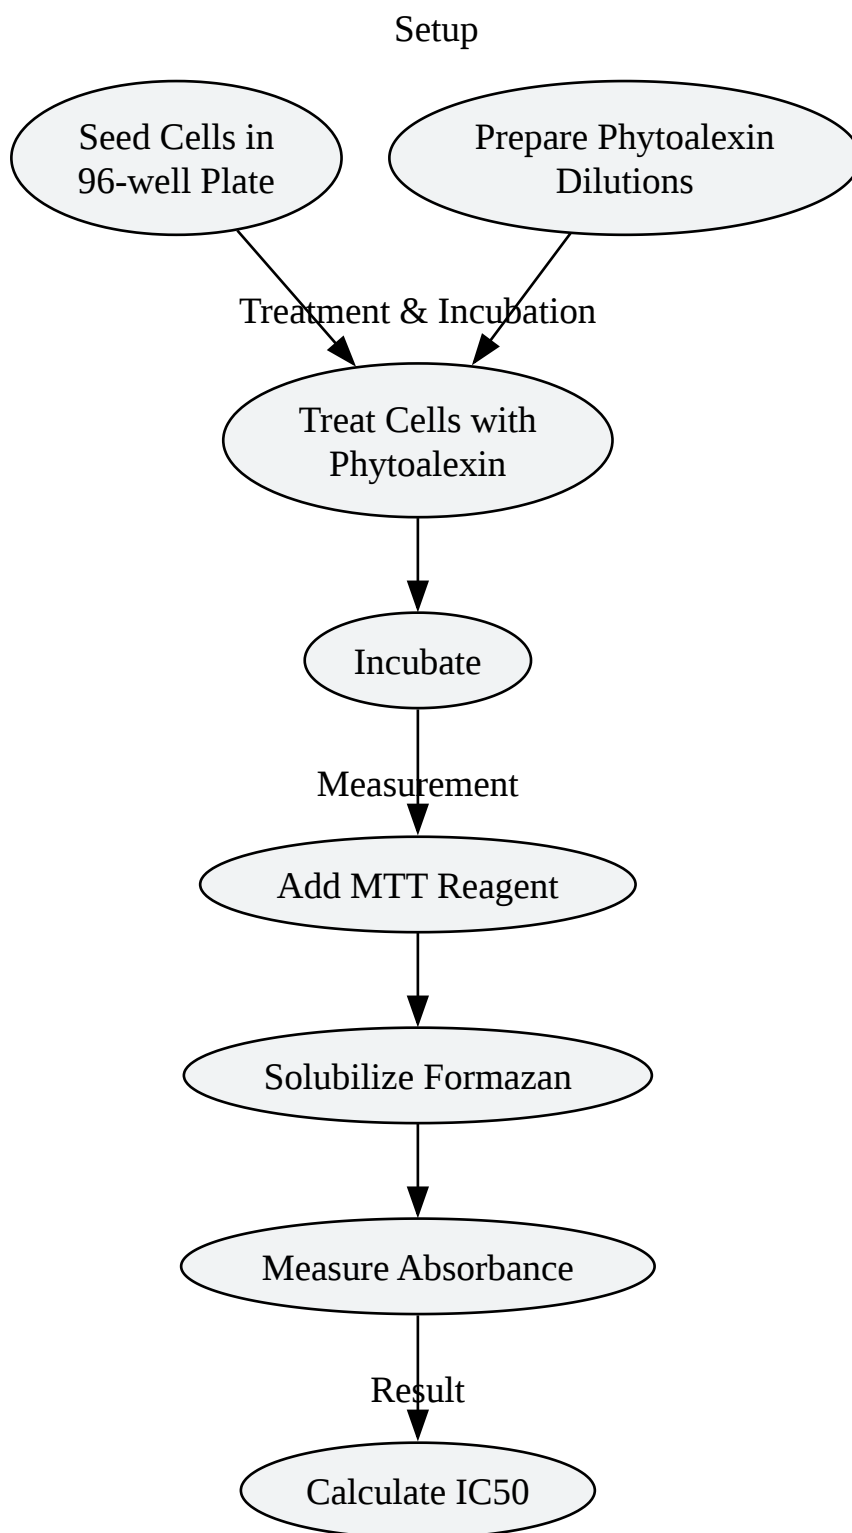 Setup
Seed Cells in
96-well Plate
Prepare Phytoalexin
Dilutions
Treatment & Incubation
Treat Cells with
Phytoalexin
Incubate
Measurement
Add MTT Reagent
Solubilize Formazan
Measure Absorbance
Result
Calculate IC50